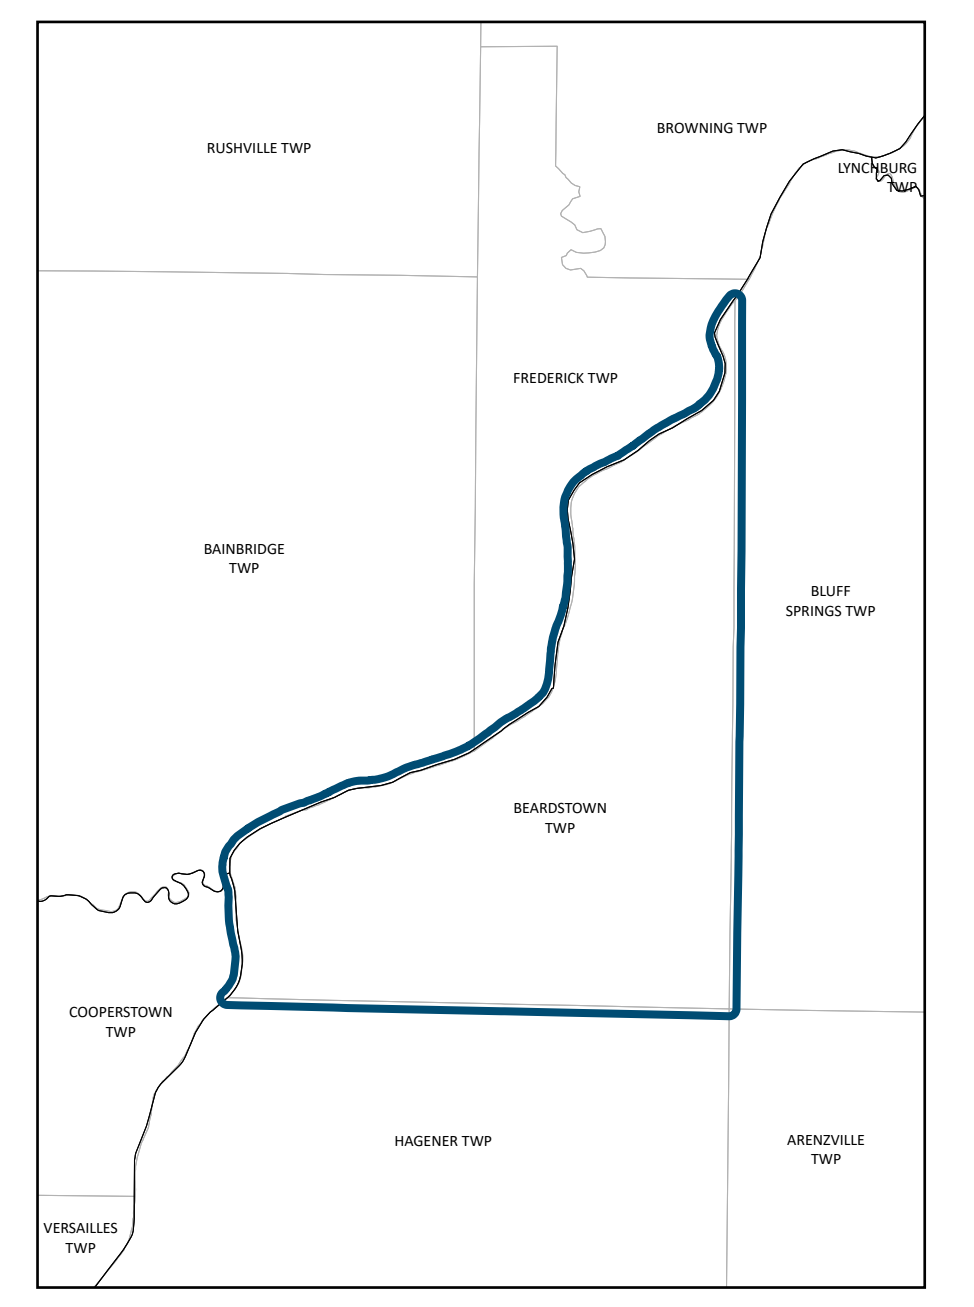 BROWNING TWP
RUSHVILLE TWP
LYNCHBURG
TWP
FREDERICK TWP
BAINBRIDGE
TWP
BLUFF
SPRINGS TWP
BEARDSTOWN
TWP
COOPERSTOWN
TWP
HAGENER TWP
ARENZVILLE
TWP
VERSAILLES
TWP